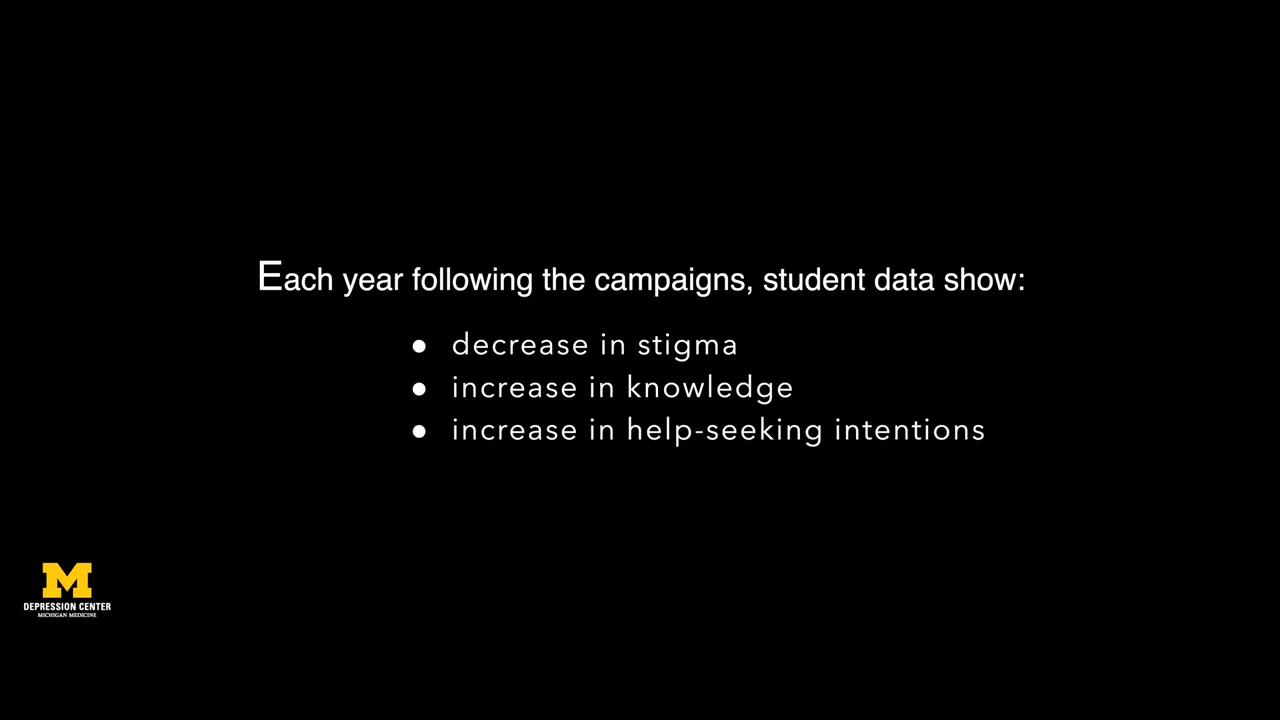 Each year following the campaigns, student data show:
● decrease in stigma
● increase in knowledge
● increase in help-seeking intentions
M
DEPRESSION CENTER
MICHIGAN MEDICINE